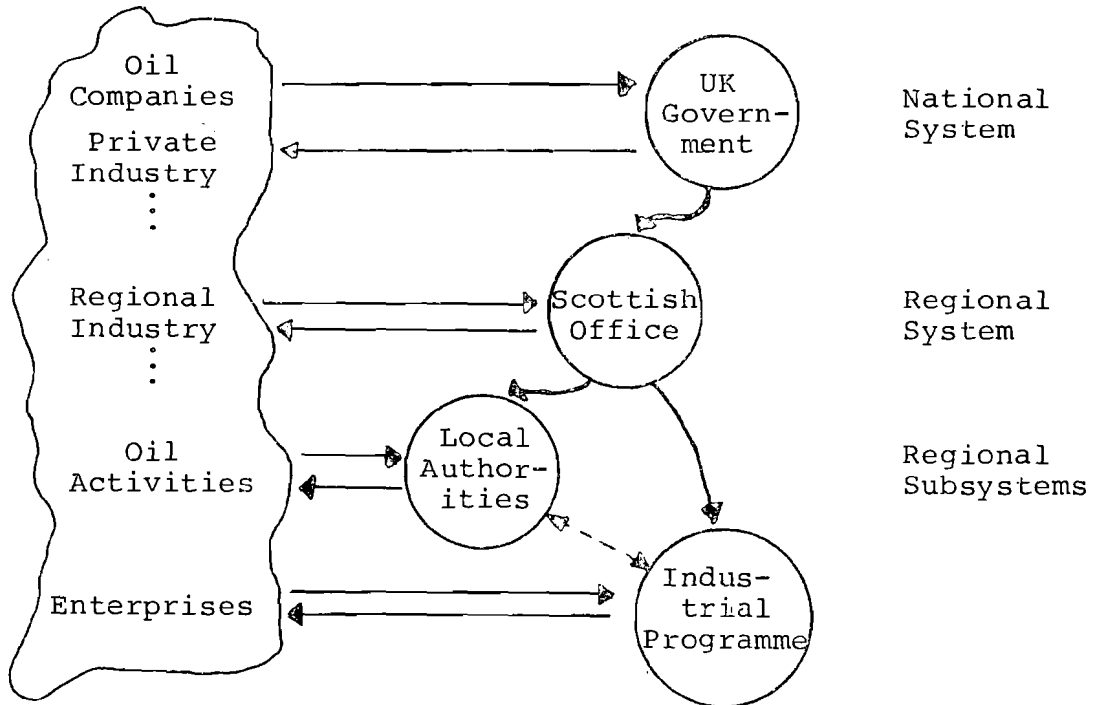 Oil
Companies
Private
Industry
UK
Govern-
ment
National
System
Regional
Industry
Scottish
Office
Regional
System
Oil
Activities
Local
Author-
ities
Regional
Subsystems
Enterprises
Indus-
trial
Programme